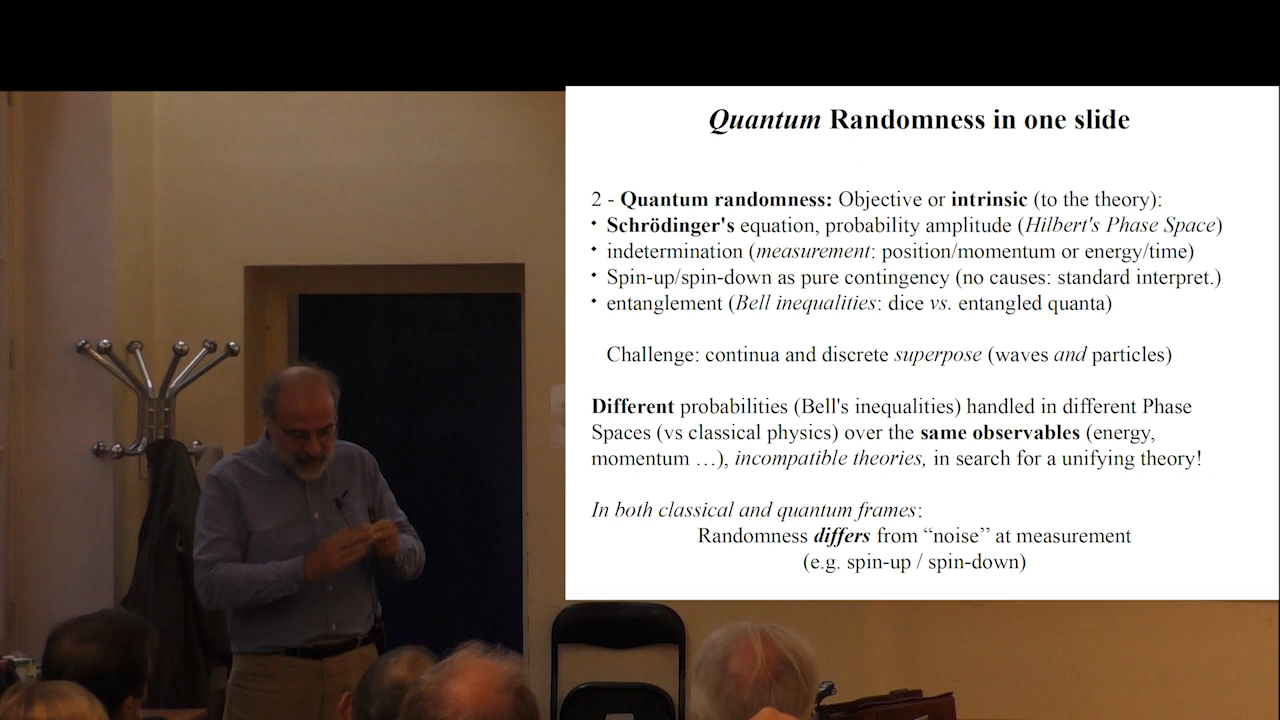 Quantum Randomness in one slide
2 - Quantum randomness: Objective or intrinsic (to the theory):
• Schrödinger's equation, probability amplitude (Hilbert's Phase Space)
• indetermination (measurement: position/momentum or energy/time)
• Spin-up/spin-down as pure contingency (no causes: standard interpret.)
• entanglement (Bell inequalities: dice vs. entangled quanta)
Challenge: continua and discrete superpose (waves and particles)
Different probabilities (Bell's inequalities) handled in different Phase
Spaces (vs classical physics) over the same observables (energy,
momentum …), incompatible theories, in search for a unifying theory!
In both classical and quantum frames:
Randomness differs from “noise” at measurement
(e.g. spin-up / spin-down)